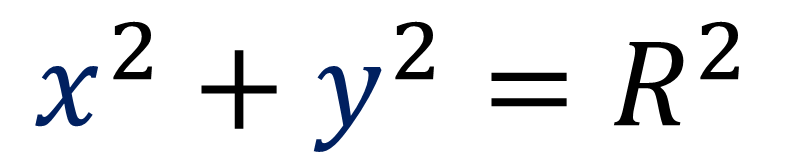 x² + y² = R²